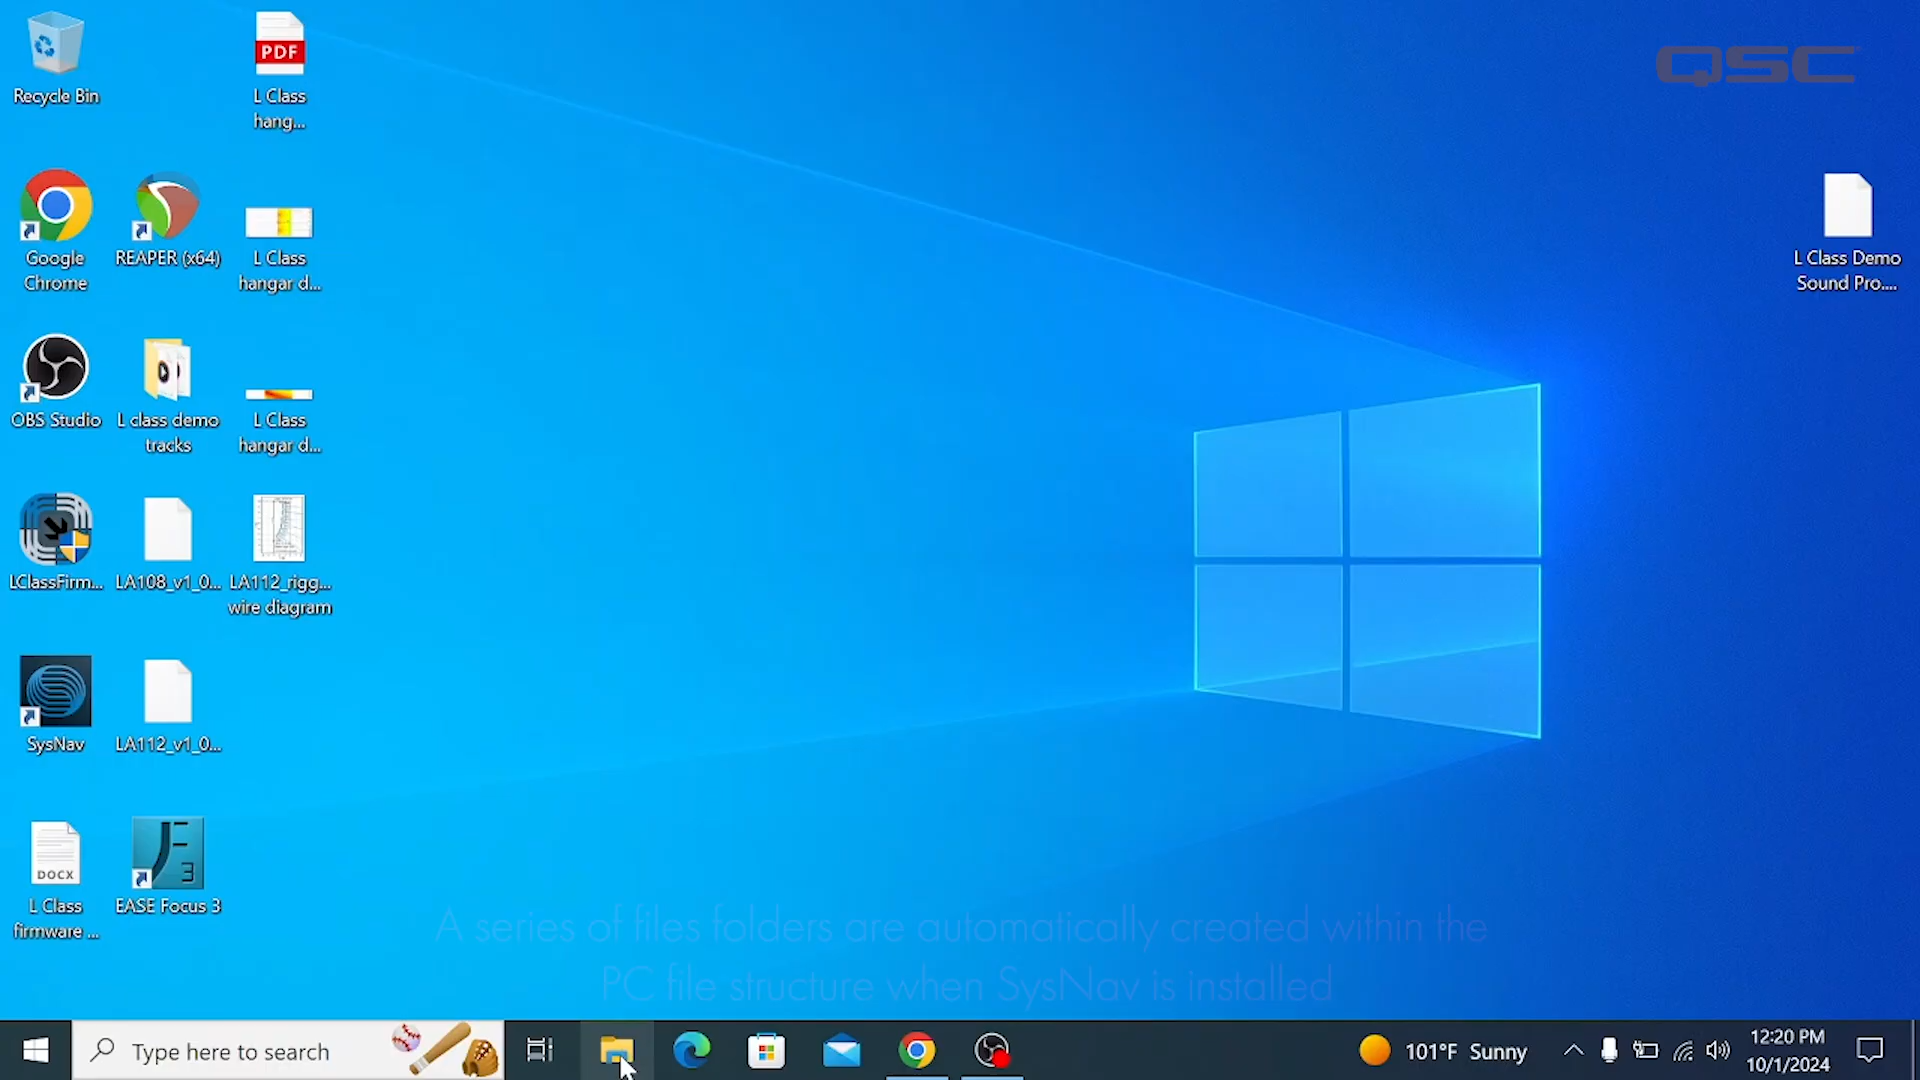 QSC
Recycle Bin
PDF
L Class
hang...
Google
Chrome
REAPER (x64)
L Class
hangar d...
L Class Demo
Sound Pro....
OBS Studio
L class demo
tracks
L Class
hangar d...
LClassFirm...
LA108_v1_0...
LA112_rigg...
wire diagram
SysNav
LA112_v1_0...
DOCX
L Class
firmware ...
F
3
EASE Focus 3
A series of files folders are automatically created within the
PC file structure when SysNav is installed
Type here to search
101°F Sunny
12:20 PM
10/1/2024